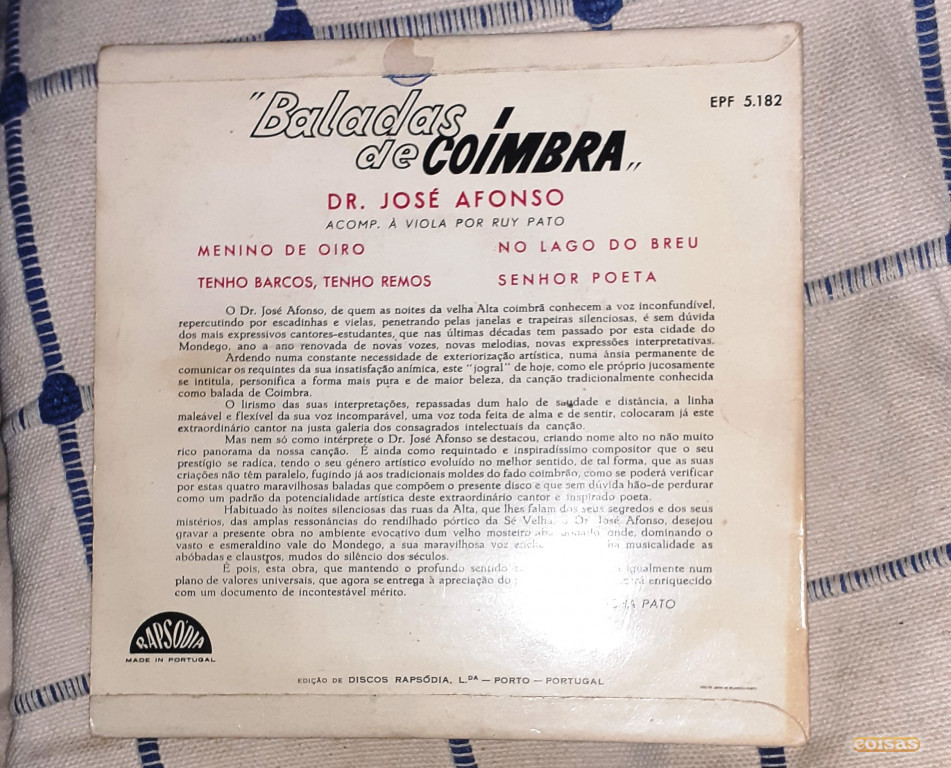 "Baladas
de COÍMBRA"
EPF 5.182
DR. JOSÉ AFONSO
ACOMP. À VIOLA POR RUY PATO
MENINO DE OIRO
NO LAGO DO BREU
TENHO BARCOS, TENHO REMOS
SENHOR POETA
O Dr. José Afonso, de quem as noites da velha Alta coimbrã conhecem a voz inconfundível,
repercutindo por escadinhas e vielas, penetrando pelas janelas e trapeiras silenciosas, é sem dúvida
dos mais expressivos cantores-estudantes, que nas últimas décadas tem passado por esta cidade do
Mondego, ano a ano renovada de novas vozes, novas melodias, novas expressões interpretativas.
Ardendo numa constante necessidade de exteriorização artística, numa ânsia permanente de
comunicar os requintes da sua insatisfação anímica, este "jogral" de hoje, como ele próprio jucosamente
se intitula, personifica a forma mais pura e de maior beleza, da canção tradicionalmente conhecida
como balada de Coimbra.
O lirismo das suas interpretações, repassadas dum halo de saudade e distância, a linha
maleável e flexível da sua voz incomparável, uma voz toda feita de alma e de sentir, colocaram já este
extraordinário cantor na justa galeria dos consagrados intelectuais da canção.
Mas nem só como intérprete o Dr. José Afonso se destacou, criando nome alto no não muito
rico panorama da nossa canção. É ainda como requintado e inspiradíssimo compositor que o seu
prestígio se radica, tendo o seu género artístico evoluído no melhor sentido, de tal forma, que as suas
criações não têm paralelo, fugindo já aos tradicionais moldes do fado coimbrão, como se poderá verificar
por estas quatro maravilhosas baladas que compõem o presente disco e que sem dúvida hão-de perdurar
como um padrão da potencialidade artística deste extraordinário cantor e inspirado poeta.
Habituado às noites silenciosas das ruas da Alta, que lhes falam dos seus segredos e dos seus
mistérios, das amplas ressonâncias do rendilhado pórtico da Sé Velha, o Dr. José Afonso, desejou
gravar a presente obra no ambiente evocativo dum velho mosteiro onde, dominando o
vasto e esmeraldino vale do Mondego, a sua maravilhosa voz musicalidade as
abóbadas e claustros, mudos do silêncio dos séculos.
É pois, esta obra, que mantendo o profundo sentido igualmente num
plano de valores universais, que agora se entrega à apreciação do enriquecido
com um documento de incontestável mérito.
PATO
RAPSÓDIA
MADE IN PORTUGAL
EDIÇÃO DE DISCOS RAPSÓDIA, L.DA — PORTO — PORTUGAL
coisas